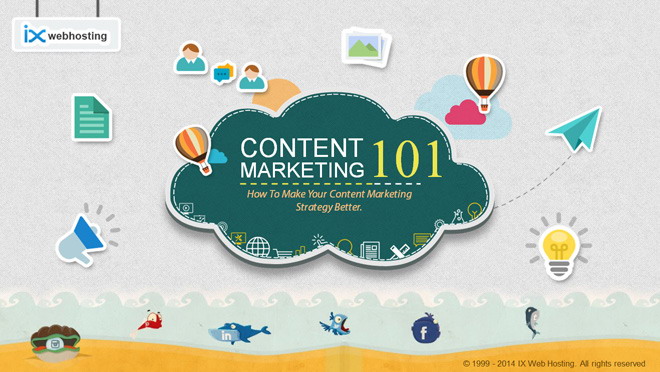 ix webhosting
CONTENT
MARKETING 101
How To Make Your Content Marketing
Strategy Better.
in
f
© 1999 - 2014 IX Web Hosting. All rights reserved